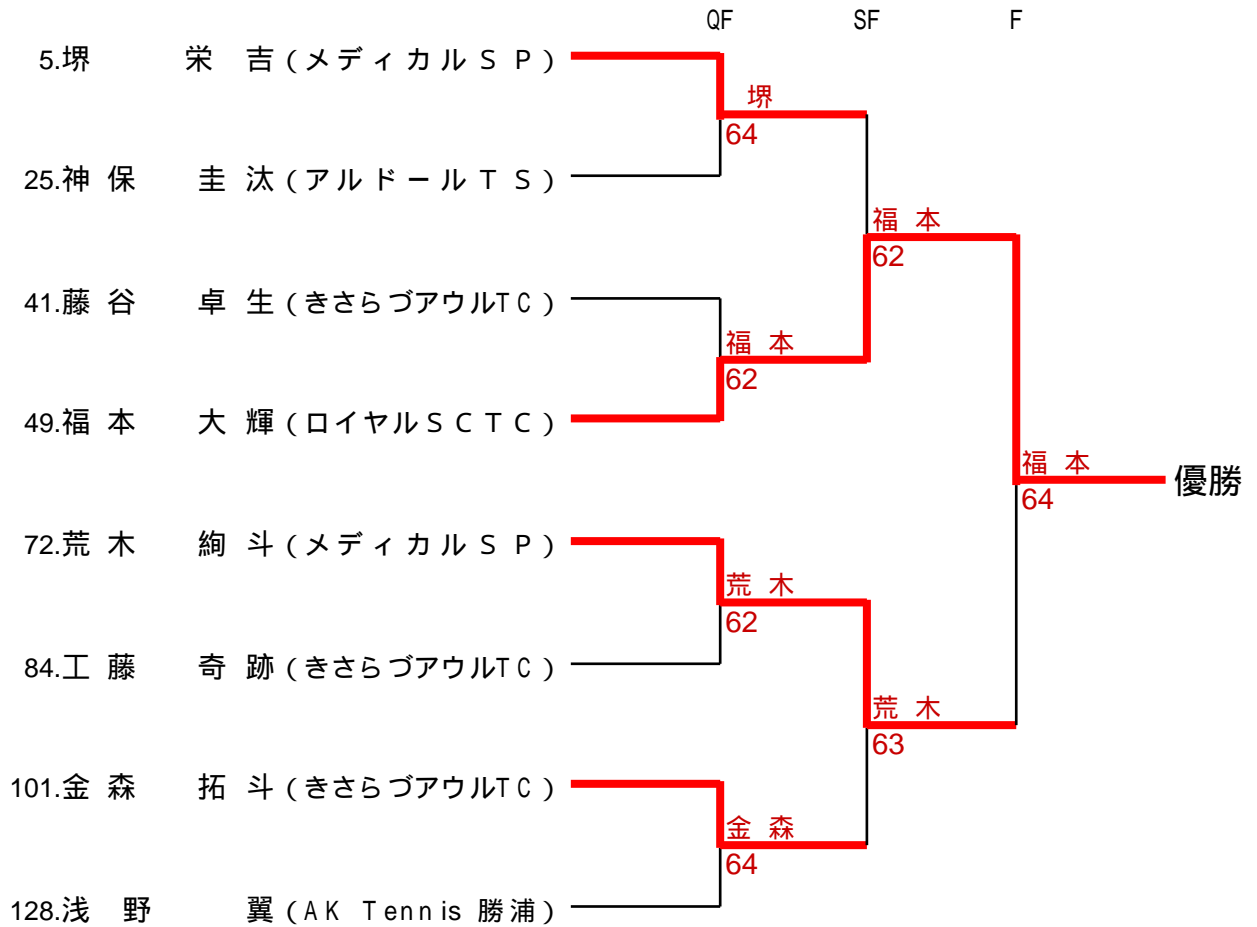 QF SF F
5.堺 栄 吉 (メディカルＳＰ)
堺
64
25.神 保 圭 汰 (アルドールＴＳ)
福 本
62
41.藤 谷 卓 生 (きさらづアウルTC)
福 本
62
49.福 本 大 輝 (ロイヤルＳＣＴＣ)
福 本
64
優勝
72.荒 木 絢 斗 (メディカルＳＰ)
荒 木
62
84.工 藤 奇 跡 (きさらづアウルTC)
荒 木
63
101.金 森 拓 斗 (きさらづアウルTC)
金 森
64
128.浅 野 翼 (AK Tennis 勝浦)